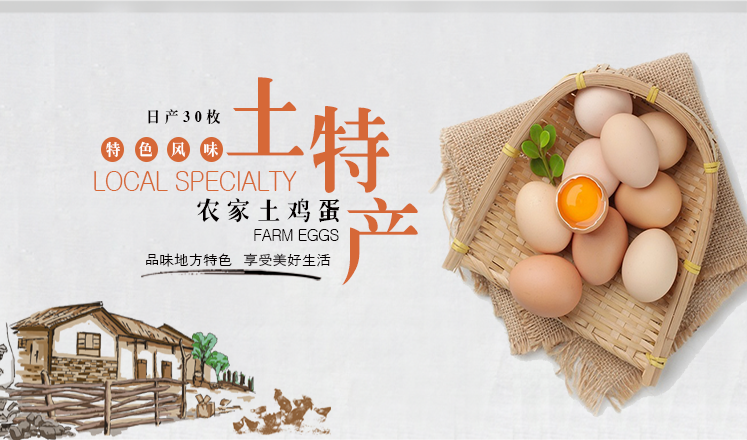 日产30枚
土特产
特色风味
LOCAL SPECIALTY
农家土鸡蛋
FARM EGGS
品味地方特色 享受美好生活